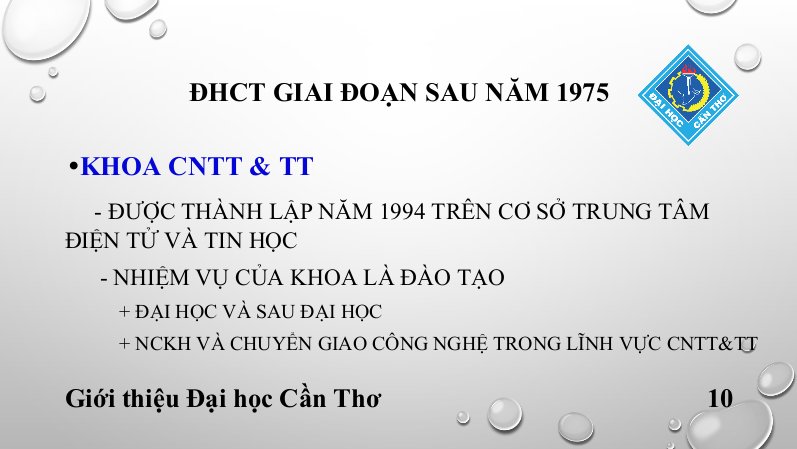 ĐHCT GIAI ĐOẠN SAU NĂM 1975
ĐẠI HỌC CẦN THƠ
•KHOA CNTT & TT
- ĐƯỢC THÀNH LẬP NĂM 1994 TRÊN CƠ SỞ TRUNG TÂM
ĐIỆN TỬ VÀ TIN HỌC
- NHIỆM VỤ CỦA KHOA LÀ ĐÀO TẠO
+ ĐẠI HỌC VÀ SAU ĐẠI HỌC
+ NCKH VÀ CHUYỂN GIAO CÔNG NGHỆ TRONG LĨNH VỰC CNTT&TT
Giới thiệu Đại học Cần Thơ 10